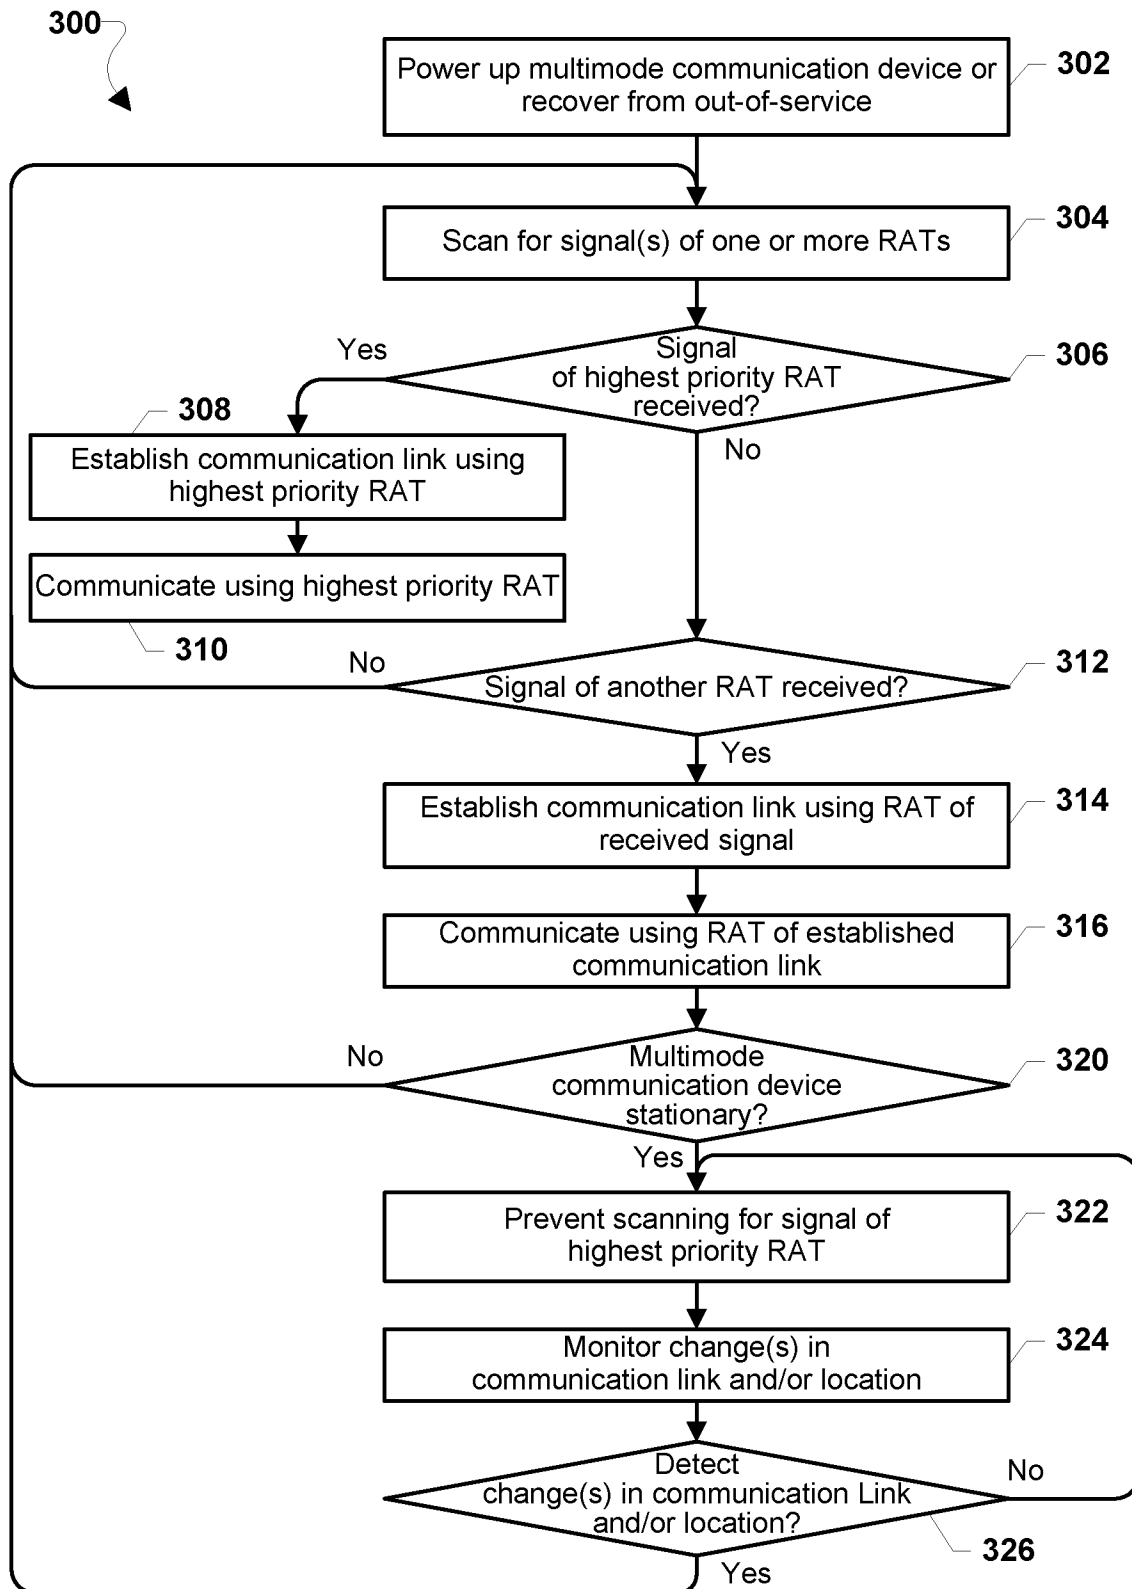 300
Power up multimode communication device or
recover from out-of-service
302
Scan for signal(s) of one or more RATs
304
Signal
of highest priority RAT
received?
306
Yes
No
308
Establish communication link using
highest priority RAT
Communicate using highest priority RAT
310
Signal of another RAT received?
312
No
Yes
Establish communication link using RAT of
received signal
314
Communicate using RAT of established
communication link
316
Multimode
communication device
stationary?
320
No
Yes
Prevent scanning for signal of
highest priority RAT
322
Monitor change(s) in
communication link and/or location
324
Detect
change(s) in communication Link
and/or location?
326
No
Yes